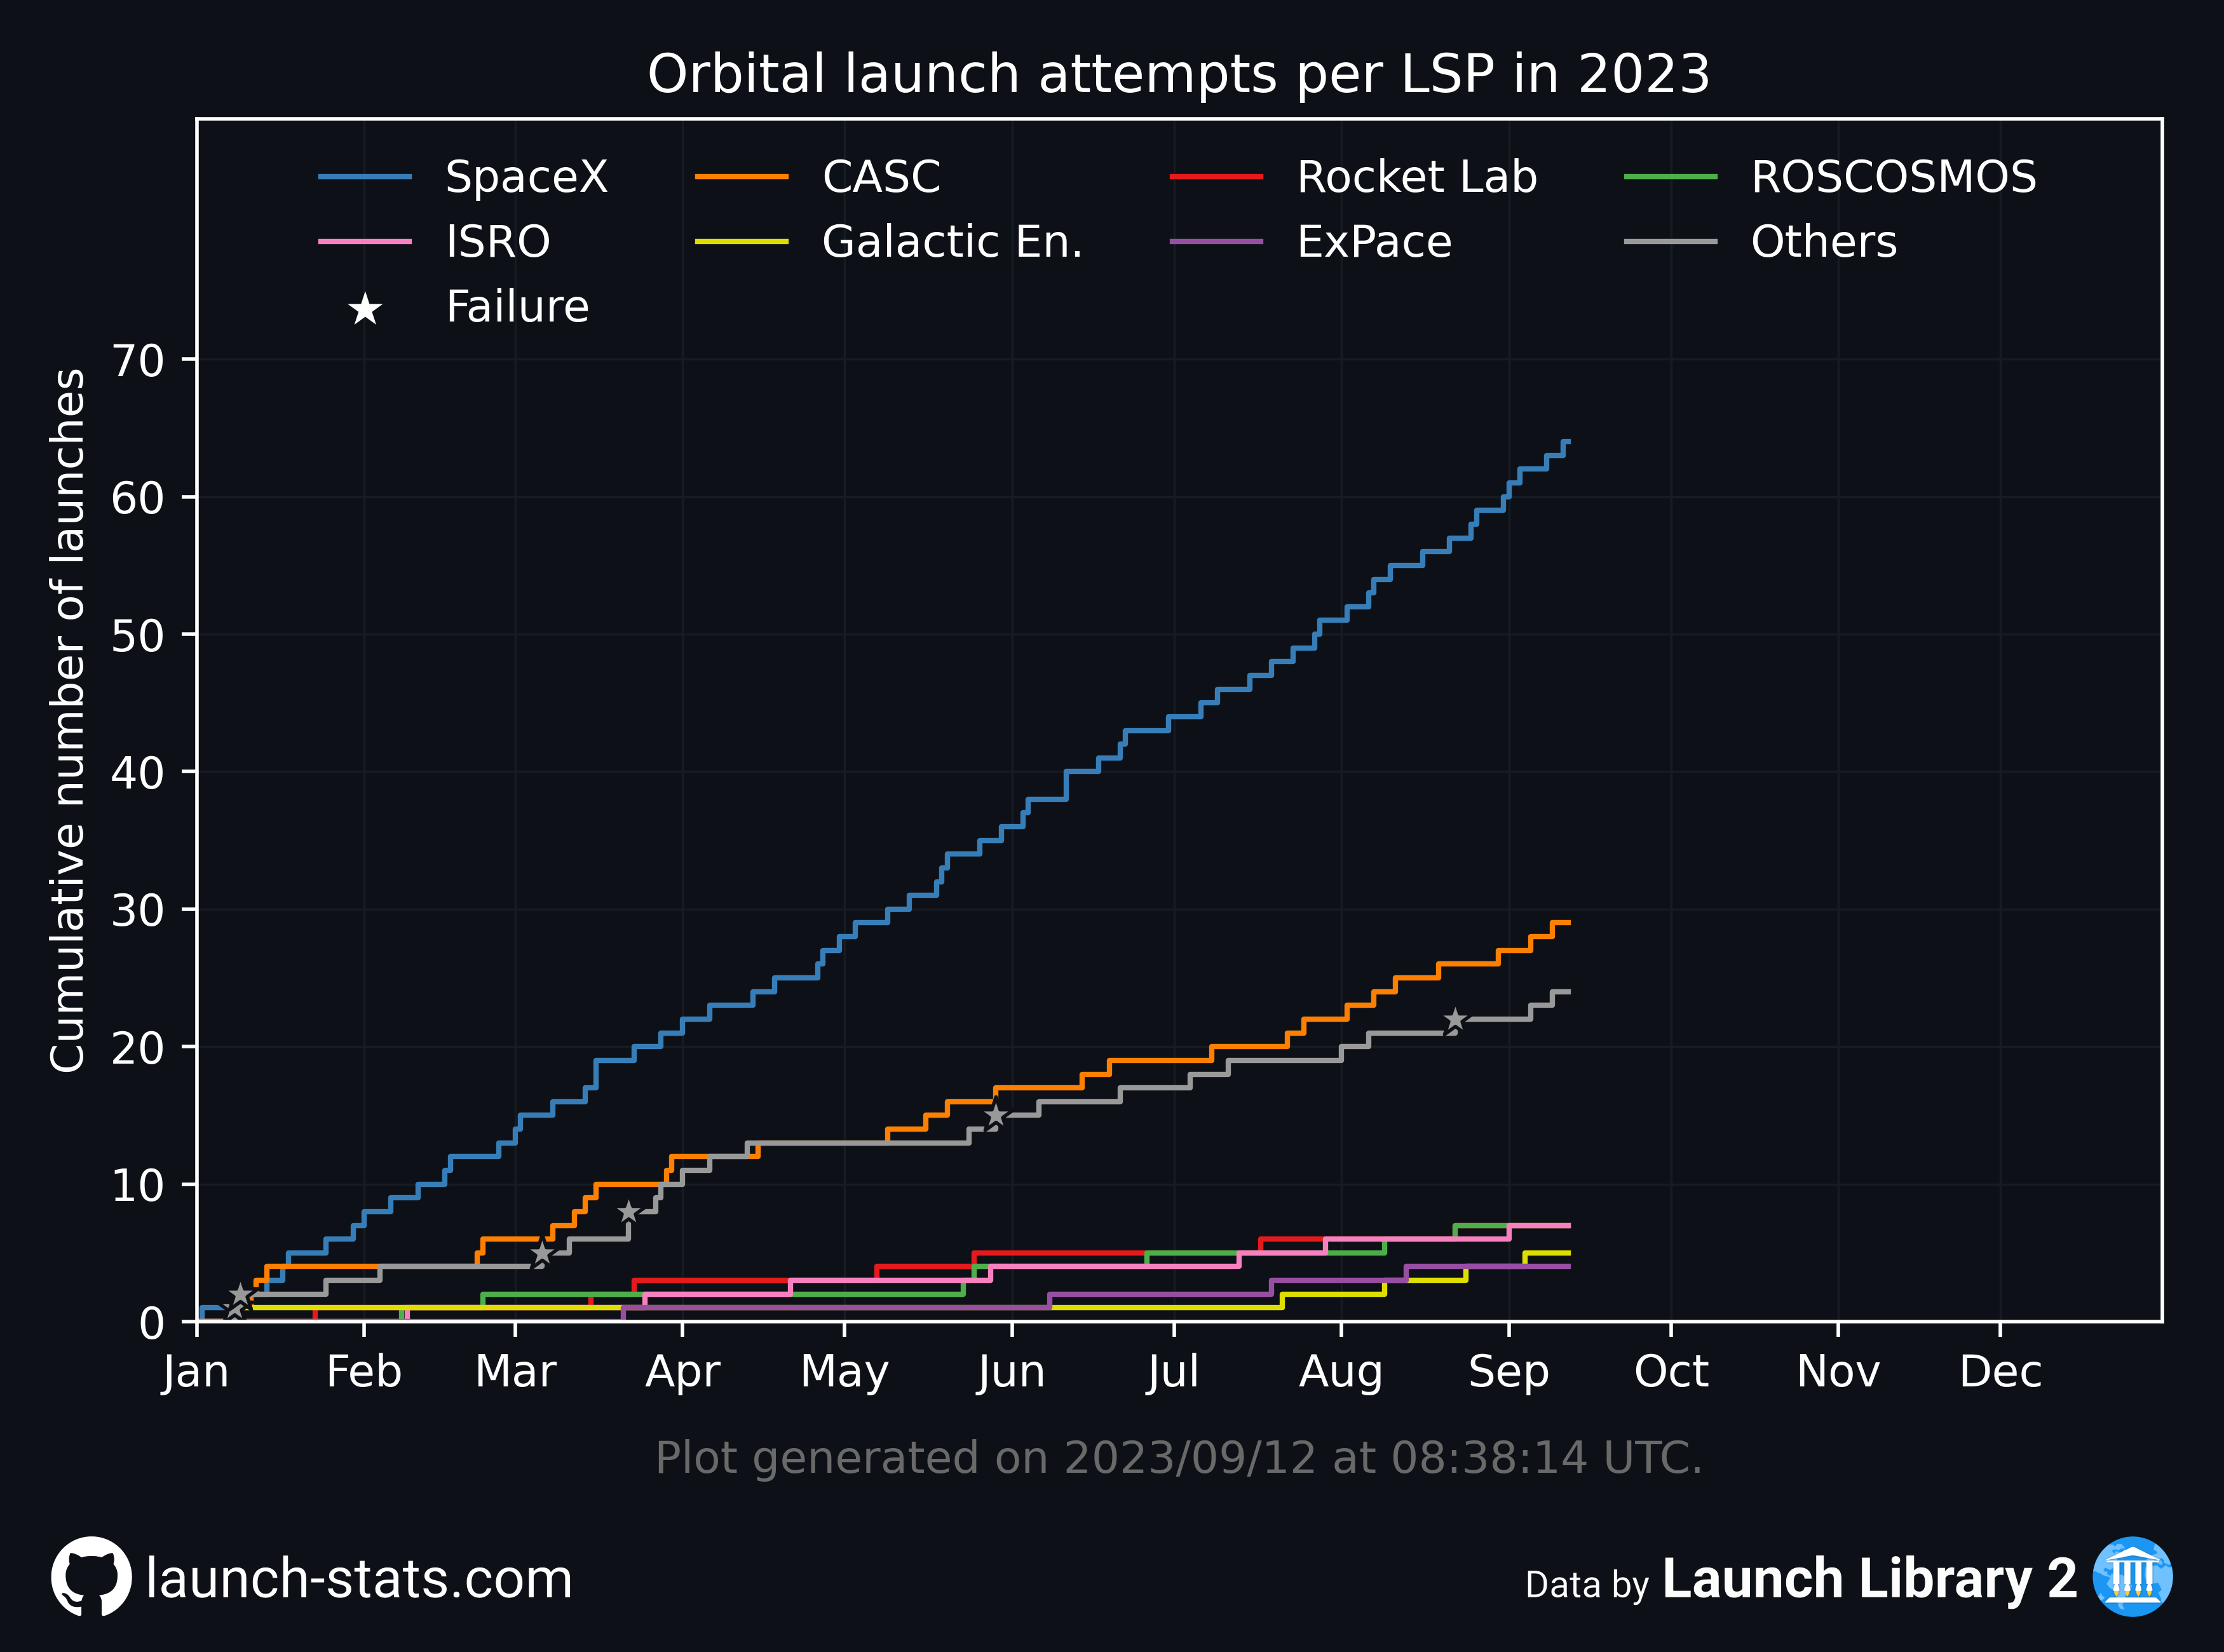 Orbital launch attempts per LSP in 2023
SpaceX CASC Rocket Lab ROSCOSMOS
ISRO Galactic En. ExPace Others
Failure
Cumulative number of launches
70
60
50
40
30
20
10
0
Jan Feb Mar Apr May Jun Jul Aug Sep Oct Nov Dec
Plot generated on 2023/09/12 at 08:38:14 UTC.
launch-stats.com
Data by Launch Library 2